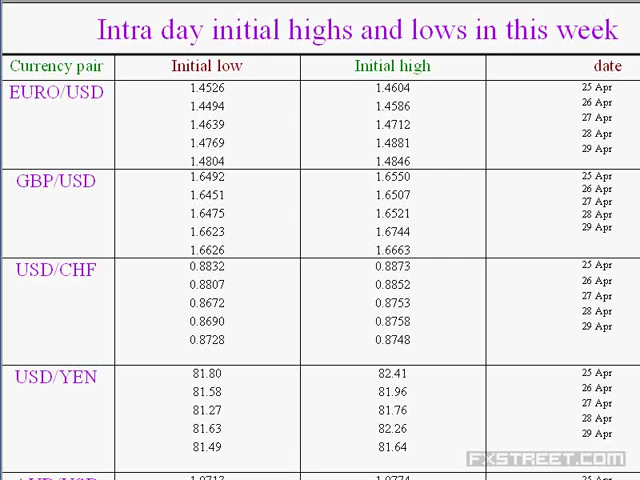 Intra day initial highs and lows in this week
Currency pair Initial low Initial high date
EURO/USD 1.4526 1.4604 25 Apr
1.4494 1.4586 26 Apr
1.4639 1.4712 27 Apr
1.4769 1.4881 28 Apr
1.4804 1.4846 29 Apr
GBP/USD 1.6492 1.6550 25 Apr
1.6451 1.6507 26 Apr
1.6475 1.6521 27 Apr
1.6623 1.6744 28 Apr
1.6626 1.6663 29 Apr
USD/CHF 0.8832 0.8873 25 Apr
0.8807 0.8852 26 Apr
0.8672 0.8753 27 Apr
0.8690 0.8758 28 Apr
0.8728 0.8748 29 Apr
USD/YEN 81.80 82.41 25 Apr
81.58 81.96 26 Apr
81.27 81.76 27 Apr
81.63 82.26 28 Apr
81.49 81.64 29 Apr
FXSTREET.COM